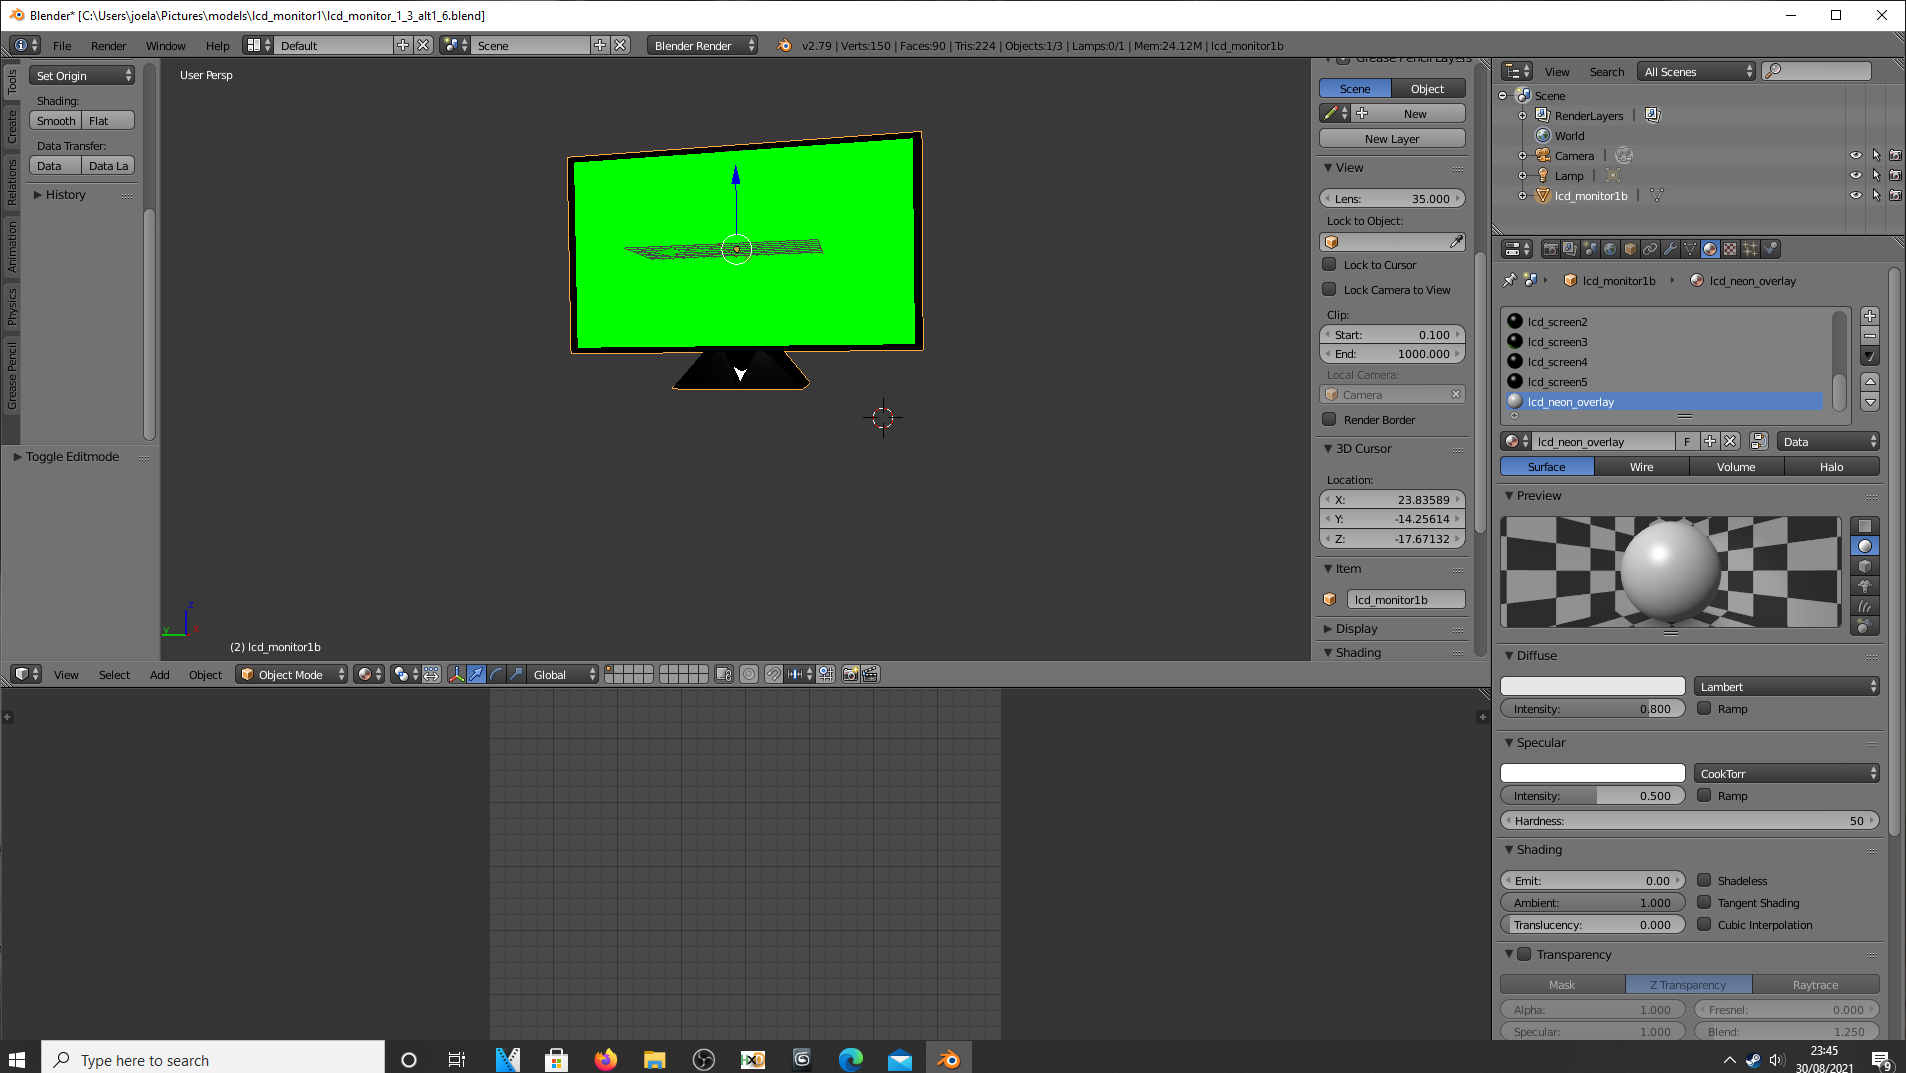 Blender* [C:\Users\joela\Pictures\models\lcd_monitor1\lcd_monitor_1_3_alt1_6.blend]
File Render Window Help Default Scene Blender Render v2.79 | Verts:150 | Faces:90 | Tris:224 | Objects:1/3 | Lamps:0/1 | Mem:24.12M | lcd_monitor1b
Tools
Create
Relations
Animation
Physics
Grease Pencil
Set Origin
Shading:
Smooth Flat
Data Transfer:
Data Data La
History
Toggle Editmode
User Persp
(2) lcd_monitor1b
z
y
x
Grease Pencil Layers
Scene Object
New
New Layer
View
Lens: 35.000
Lock to Object:
Lock to Cursor
Lock Camera to View
Clip:
Start: 0.100
End: 1000.000
Local Camera:
Camera
Render Border
3D Cursor
Location:
X: 23.83589
Y: -14.25614
Z: -17.67132
Item
lcd_monitor1b
Display
Shading
View Select Add Object Object Mode Global
View Search All Scenes
Scene
RenderLayers
World
Camera
Lamp
lcd_monitor1b
lcd_monitor1b lcd_neon_overlay
lcd_screen2
lcd_screen3
lcd_screen4
lcd_screen5
lcd_neon_overlay
lcd_neon_overlay F Data
Surface Wire Volume Halo
Preview
Diffuse
Lambert
Intensity: 0.800 Ramp
Specular
CookTorr
Intensity: 0.500 Ramp
Hardness: 50
Shading
Emit: 0.00 Shadeless
Ambient: 1.000 Tangent Shading
Translucency: 0.000 Cubic Interpolation
Transparency
Mask Z Transparency Raytrace
Alpha: 1.000 Fresnel: 0.000
Specular: 1.000 Blend: 1.250
Type here to search
HXD
23:45
30/08/2021
9